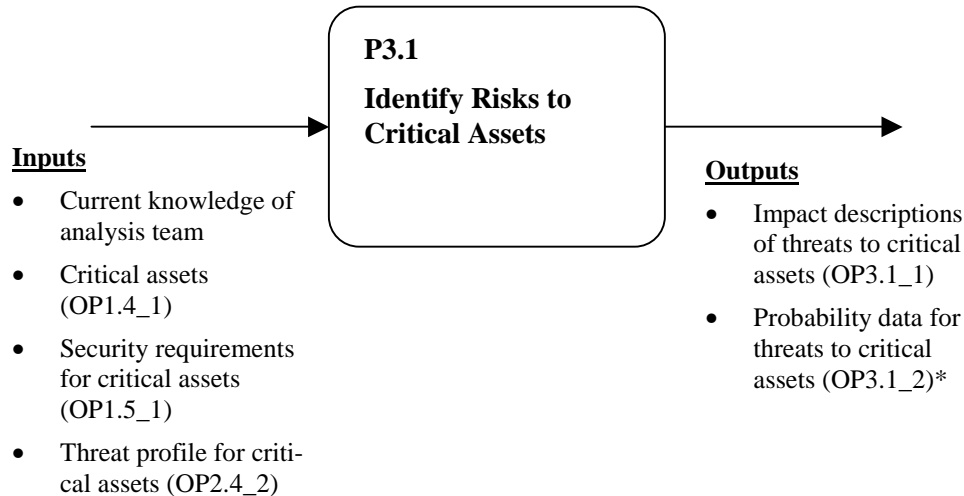 P3.1
Identify Risks to
Critical Assets
Inputs
• Current knowledge of
analysis team
• Critical assets
(OP1.4_1)
• Security requirements
for critical assets
(OP1.5_1)
• Threat profile for criti-
cal assets (OP2.4_2)
Outputs
• Impact descriptions
of threats to critical
assets (OP3.1_1)
• Probability data for
threats to critical
assets (OP3.1_2)*